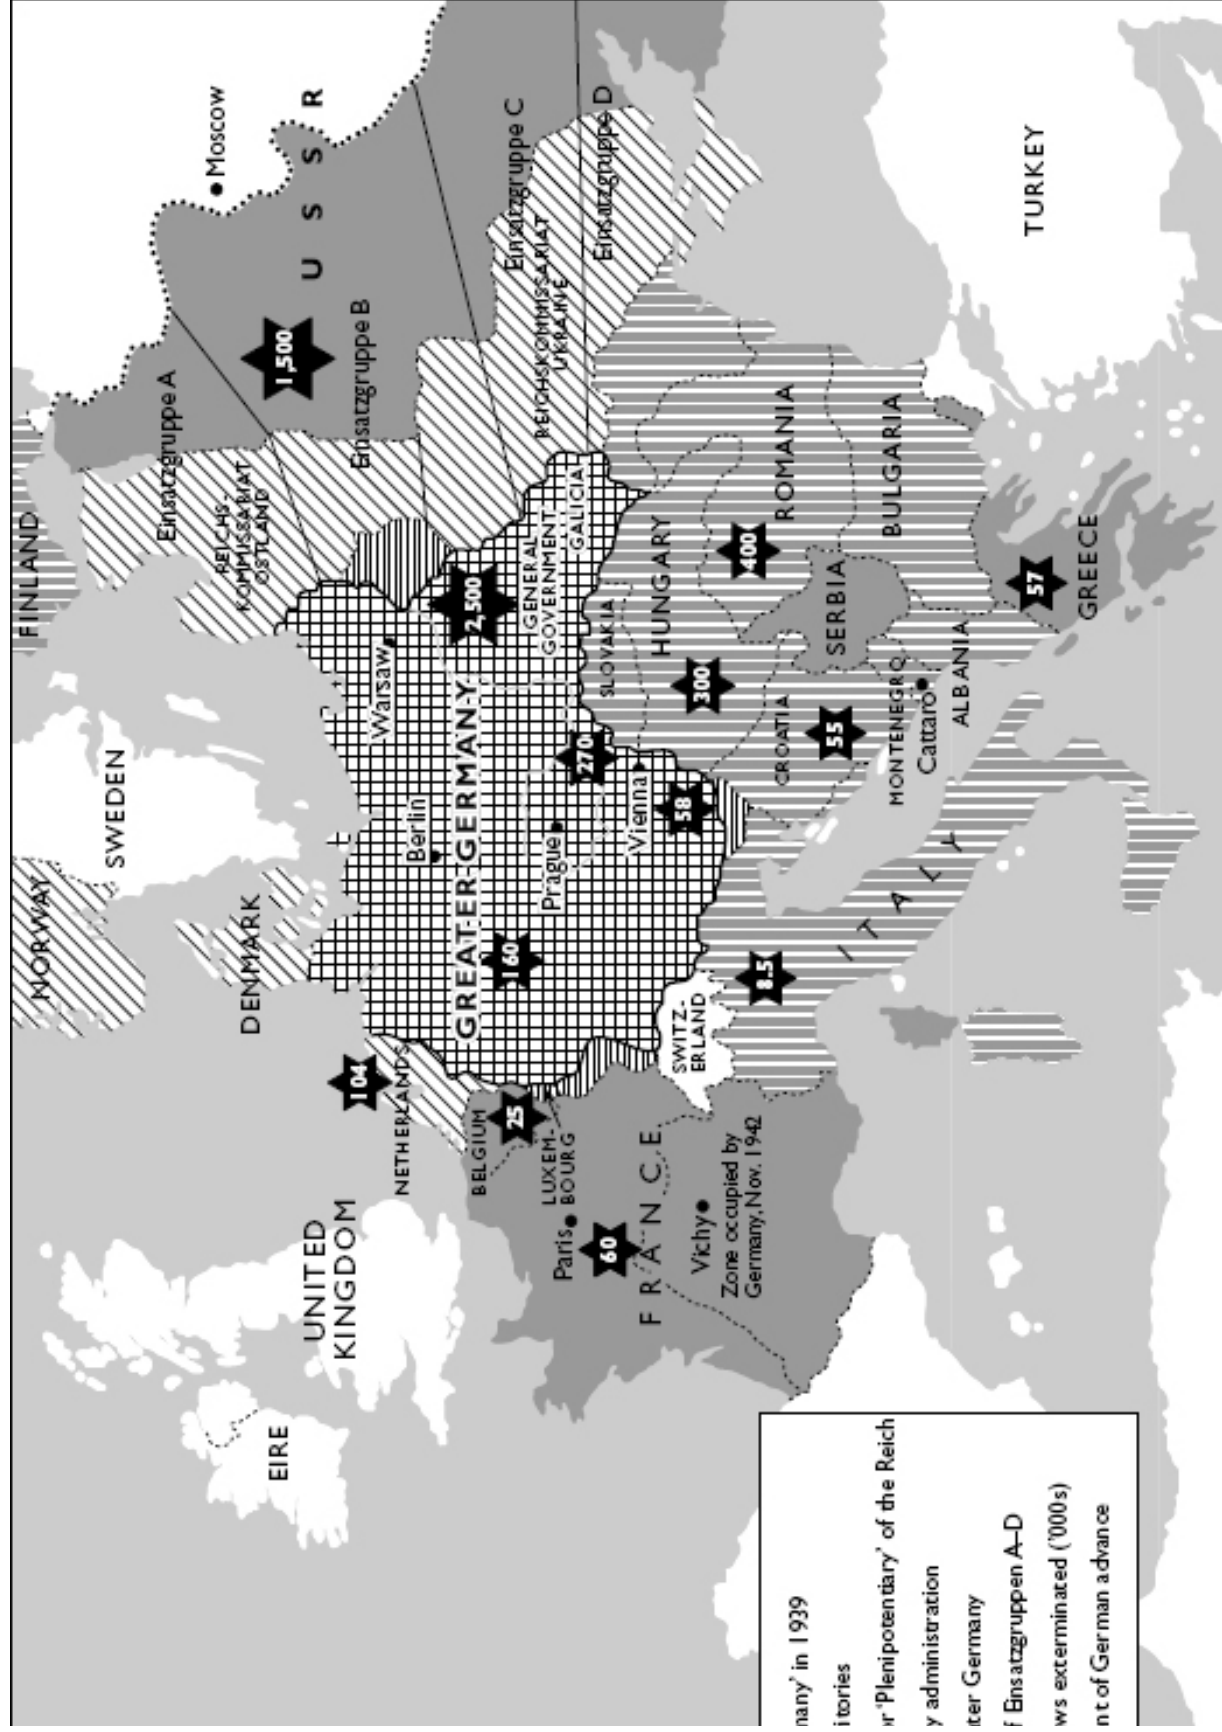 NORWAY
SWEDEN
FINLAND
DENMARK
Moscow
U S S R
1,500
Einsatzgruppe A
Einsatzgruppe B
Einsatzgruppe C
Einsatzgruppe D
REICHS-
KOMMISSARIAT
OSTLAND
REICHSKOMMISSARIAT
UKRAINE
EIRE
UNITED
KINGDOM
104
NETHERLANDS
BELGIUM
25
LUXEM-
BOURG
Berlin
Warsaw
GREATER GERMANY
160
2,500
GENERAL
GOVERNMENT
GALICIA
Prague
270
Vienna
58
SLOVAKIA
HUNGARY
300
400
ROMANIA
Paris
60
F R A N C E
Vichy
Zone occupied by
Germany, Nov. 1942
SWITZ-
ERLAND
8.5
I T A L Y
CROATIA
55
SERBIA
BULGARIA
MONTENEGRO
Cattaro
ALBANIA
57
GREECE
TURKEY
many' in 1939
itories
or 'Plenipotentiary' of the Reich
y administration
ter Germany
f Einsatzgruppen A–D
ws exterminated ('000s)
nt of German advance